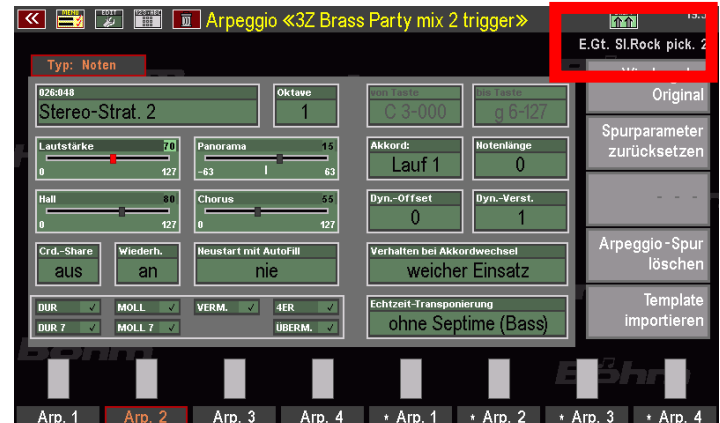 MENU EDIT Arpeggio «3Z Brass Party mix 2 trigger»
E.Gt. Sl.Rock pick. 2
Typ: Noten
Original
026:048 Oktave von Taste bis Taste
Stereo-Strat. 2 1 C 3-000 g 6-127
Spurparameter
zurücksetzen
Lautstärke 70 Panorama 15 Akkord: Notenlänge
Lauf 1 0
0 127 -63 63
Hall 80 Chorus 55 Dyn.-Offset Dyn.-Verst.
- - -
0 1
0 127 0 127
Crd.-Share Wiederh. Neustart mit AutoFill Verhalten bei Akkordwechsel
Arpeggio-Spur
löschen
aus an nie weicher Einsatz
DUR ✓ MOLL ✓ VERM. ✓ 4ER ✓ Echtzeit-Transponierung
Template
importieren
DUR 7 ✓ MOLL 7 ✓ ÜBERM. ✓ ohne Septime (Bass)
Böhm
Böhm
Arp. 1 Arp. 2 Arp. 3 Arp. 4 * Arp. 1 * Arp. 2 * Arp. 3 * Arp. 4